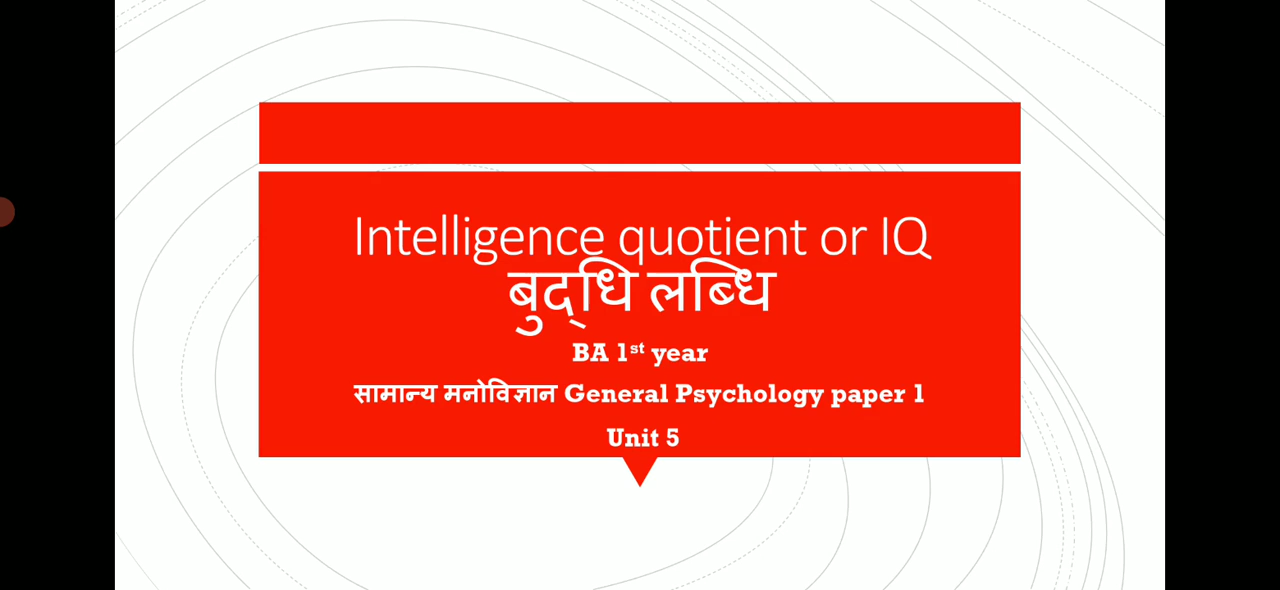 Intelligence quotient or IQ
बुद्‌धि लब्धि
BA 1st year
सामान्य मनोविज्ञान General Psychology paper 1
Unit 5